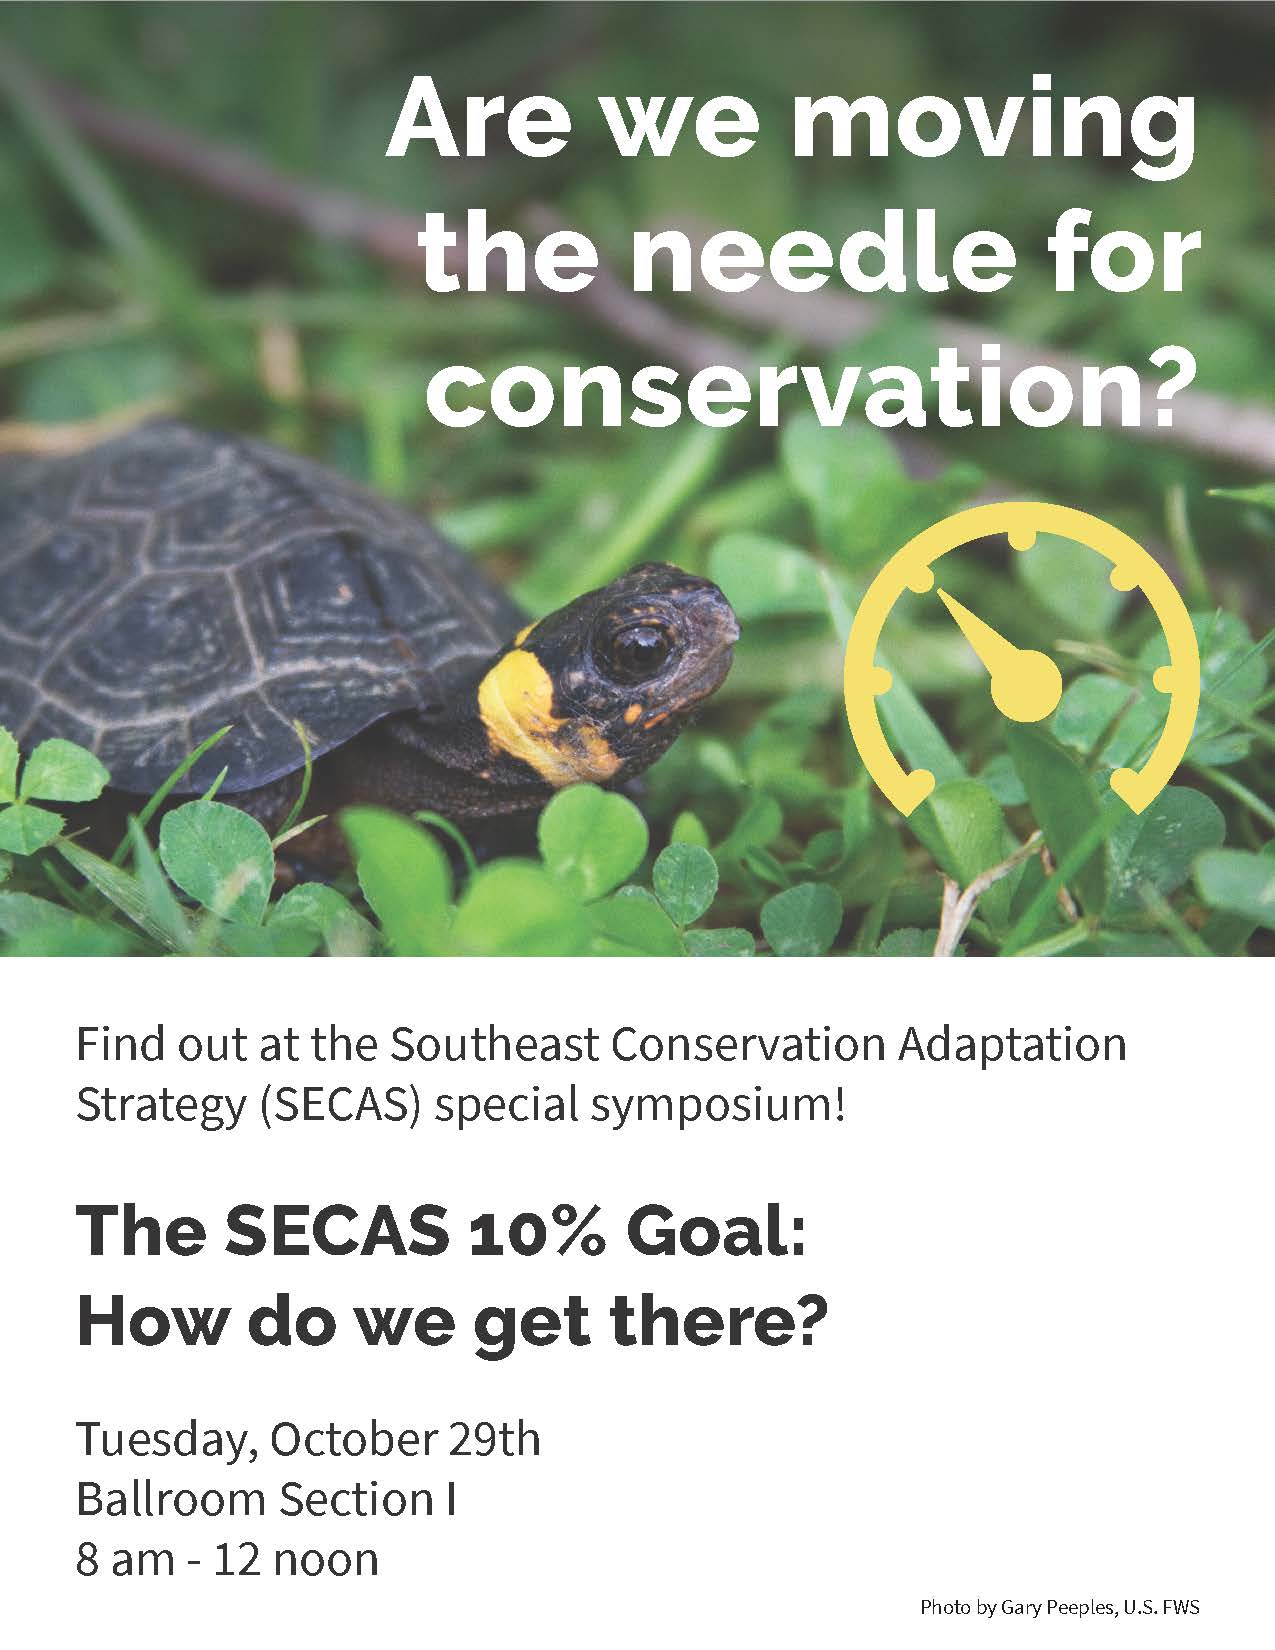 Are we moving
the needle for
conservation?
Find out at the Southeast Conservation Adaptation
Strategy (SECAS) special symposium!
The SECAS 10% Goal:
How do we get there?
Tuesday, October 29th
Ballroom Section I
8 am - 12 noon
Photo by Gary Peeples, U.S. FWS